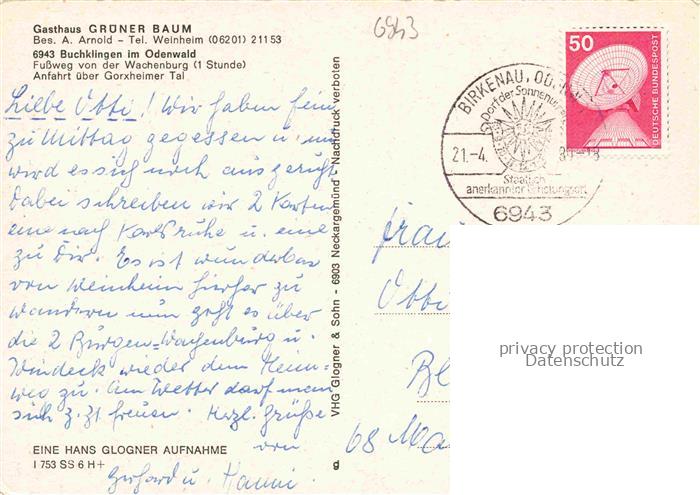 Gasthaus GRÜNER BAUM
Bes. A. Arnold - Tel. Weinheim (06201) 21153
6943 Buchklingen im Odenwald
Fußweg von der Wachenburg (1 Stunde)
Anfahrt über Gorxheimer Tal
Liebe Otti! Wir haben fein
zu Mittag gegessen u. nun
wird es sich noch ausgeruht
Dabei schreiben wir 2 Karten
eine nach Karlsruhe u. eine
zu Dir. Es ist wunderbar
von Weinheim hierher zu
wandern nun geht es über
die 2 Burgen-Wachenburg u.
Windeck wieder dem Heim=
weg zu. Am Wetter darf man
sich z.Zt freuen. Herzl. Grüße
von
Gerhard u. Hanni.
EINE HANS GLOGNER AUFNAHME
I 753 SS 6 H+
VHG Glogner & Sohn - 6903 Neckargemünd - Nachdruck verboten
g
6943
BIRKENAU, OD
Dorf der Sonnenuhren
21.-4.
Staatlich
anerkannter Erholungsort
6943
50
DEUTSCHE BUNDESPOST
Frau
Otti
68 Ma
privacy protection
Datenschutz